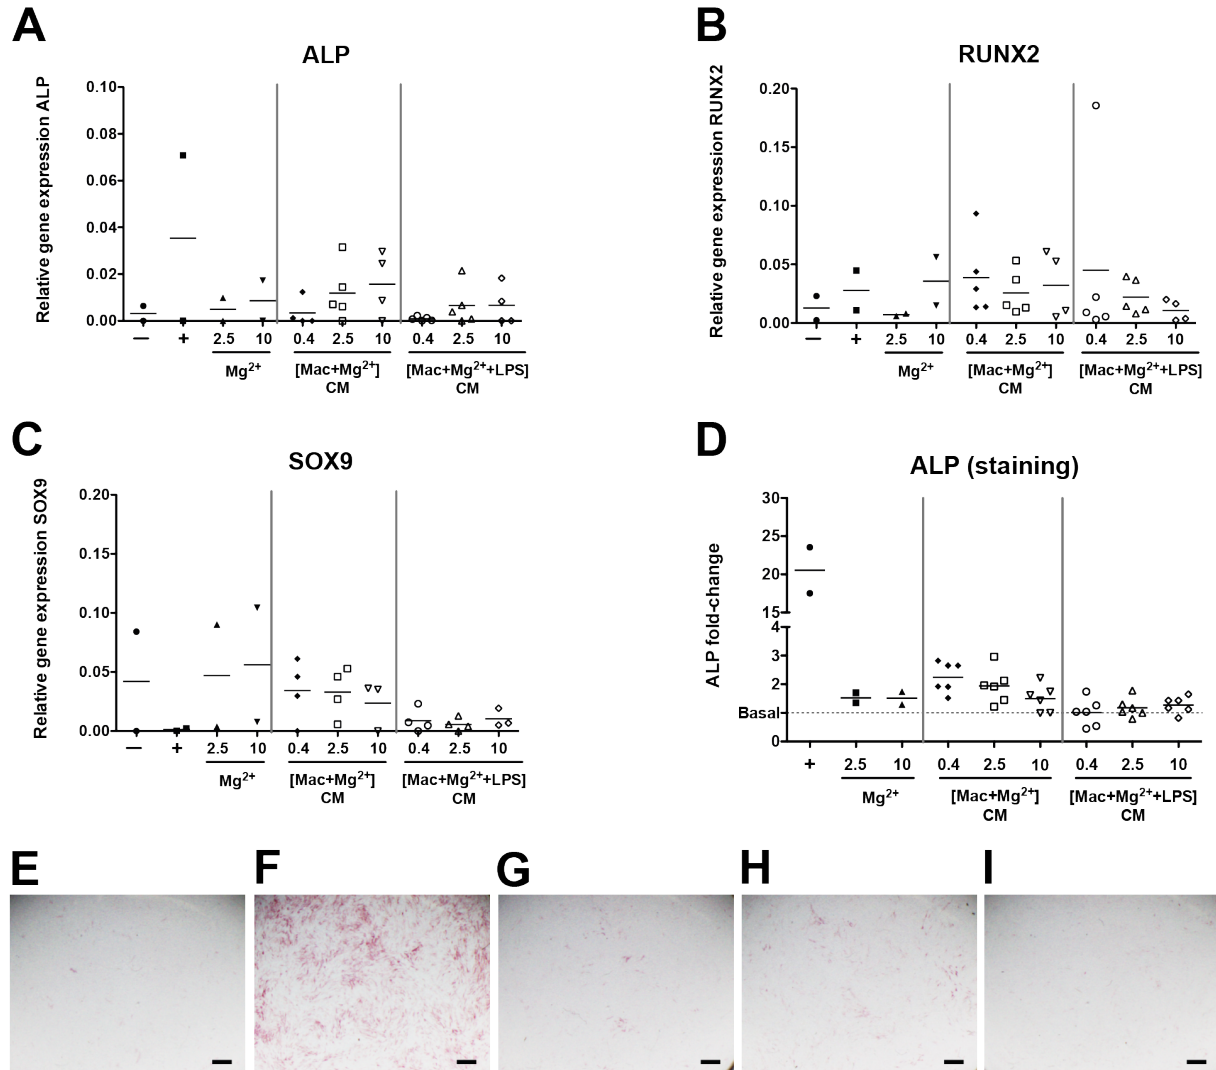 A
ALP
Relative gene expression ALP
0.10
0.08
0.06
0.04
0.02
0.00
— + 2.5 10 0.4 2.5 10 0.4 2.5 10
Mg²⁺ [Mac+Mg²⁺] [Mac+Mg²⁺+LPS]
CM CM
B
RUNX2
Relative gene expression RUNX2
0.20
0.15
0.10
0.05
0.00
— + 2.5 10 0.4 2.5 10 0.4 2.5 10
Mg²⁺ [Mac+Mg²⁺] [Mac+Mg²⁺+LPS]
CM CM
C
SOX9
Relative gene expression SOX9
0.20
0.15
0.10
0.05
0.00
— + 2.5 10 0.4 2.5 10 0.4 2.5 10
Mg²⁺ [Mac+Mg²⁺] [Mac+Mg²⁺+LPS]
CM CM
D
ALP (staining)
ALP fold-change
30
25
20
15
4
3
2
Basal
0
+ 2.5 10 0.4 2.5 10 0.4 2.5 10
Mg²⁺ [Mac+Mg²⁺] [Mac+Mg²⁺+LPS]
CM CM
E F G H I